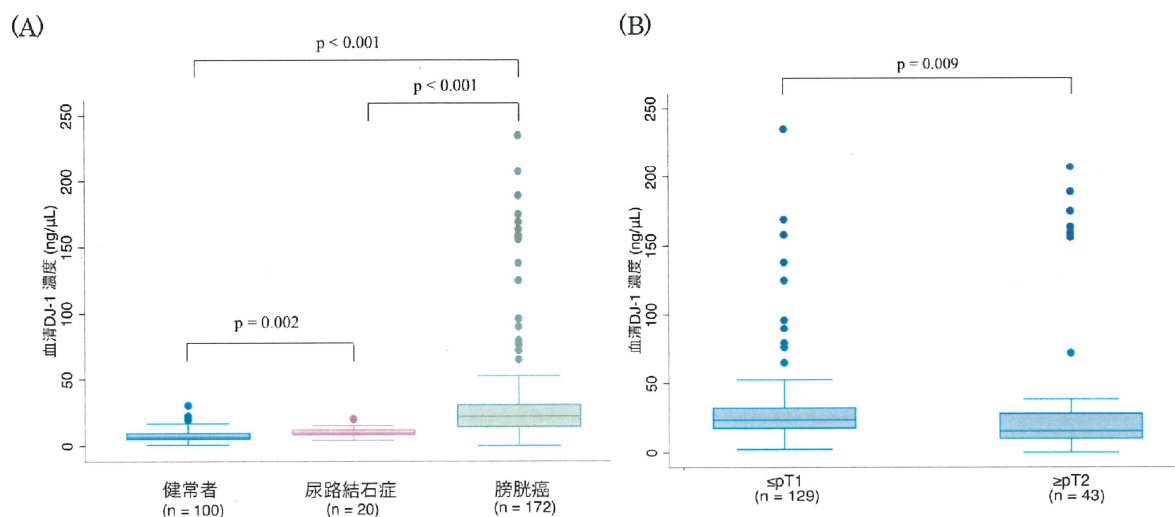 (A)
p < 0.001
p < 0.001
p = 0.002
血清DJ-1 濃度 (ng/μL)
250
200
150
100
50
0
健常者
(n = 100)
尿路結石症
(n = 20)
膀胱癌
(n = 172)
(B)
p = 0.009
血清DJ-1 濃度 (ng/μL)
250
200
150
100
50
0
≤pT1
(n = 129)
≥pT2
(n = 43)